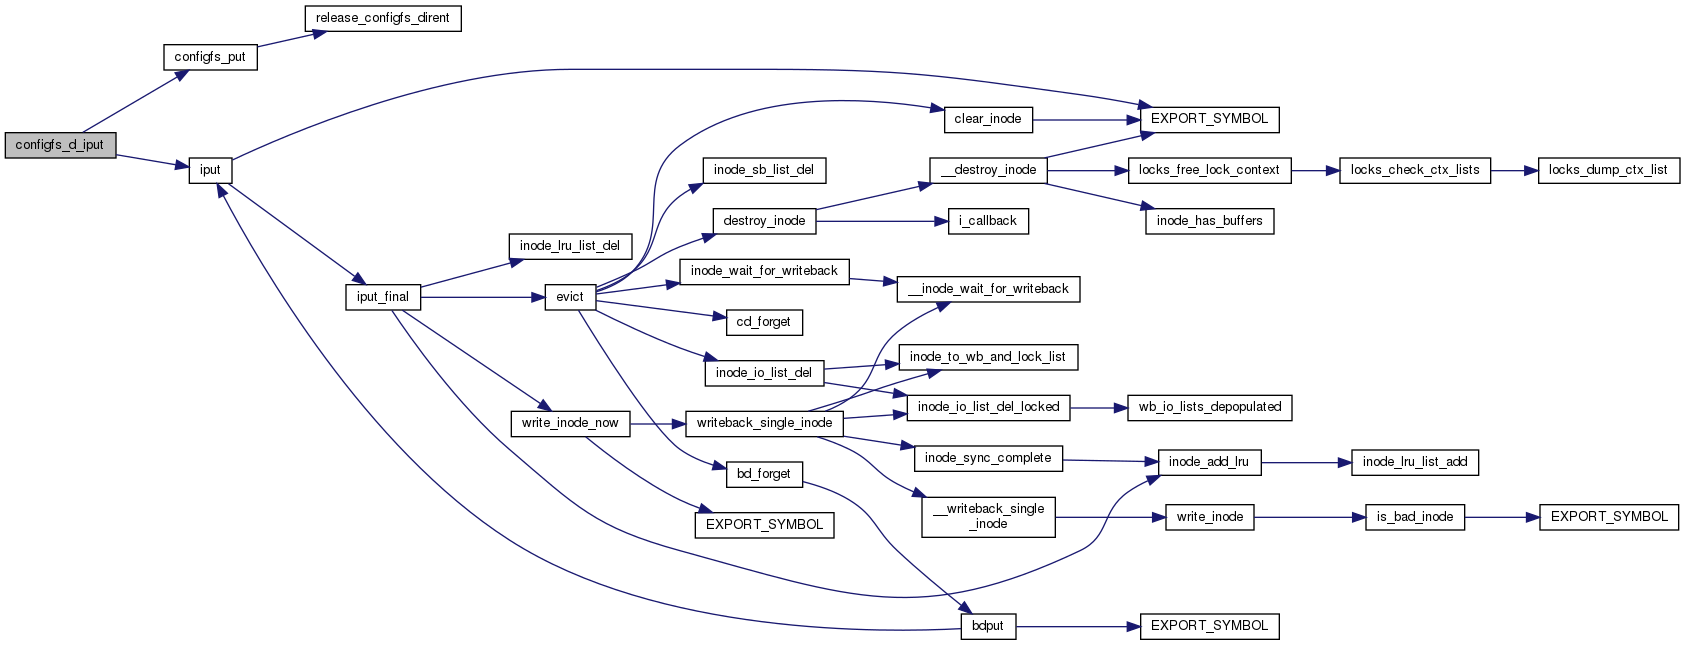 release_configfs_dirent
configfs_put
configfs_d_iput
iput
EXPORT_SYMBOL
clear_inode
inode_sb_list_del
__destroy_inode
locks_free_lock_context
locks_check_ctx_lists
locks_dump_ctx_list
destroy_inode
i_callback
inode_has_buffers
inode_lru_list_del
inode_wait_for_writeback
__inode_wait_for_writeback
iput_final
evict
cd_forget
inode_to_wb_and_lock_list
inode_io_list_del
inode_io_list_del_locked
wb_io_lists_depopulated
write_inode_now
writeback_single_inode
inode_sync_complete
inode_add_lru
inode_lru_list_add
bd_forget
__writeback_single
_inode
write_inode
is_bad_inode
EXPORT_SYMBOL
EXPORT_SYMBOL
bdput
EXPORT_SYMBOL